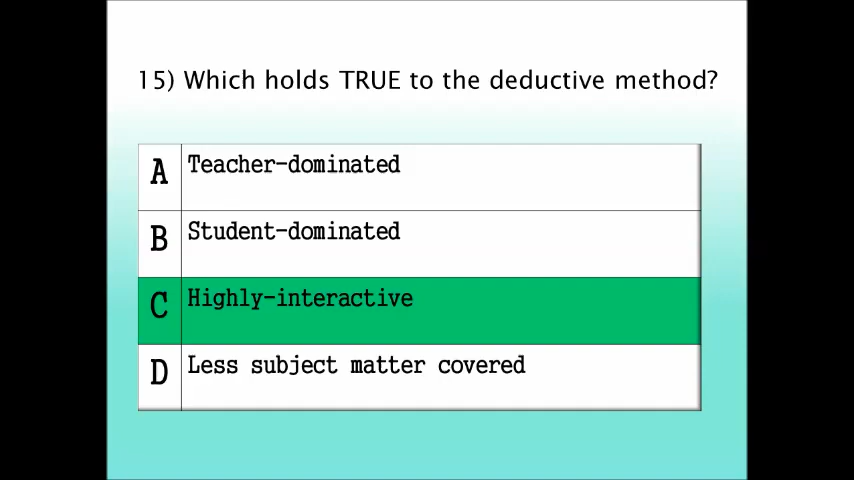 15) Which holds TRUE to the deductive method?
A Teacher-dominated
B Student-dominated
C Highly-interactive
D Less subject matter covered